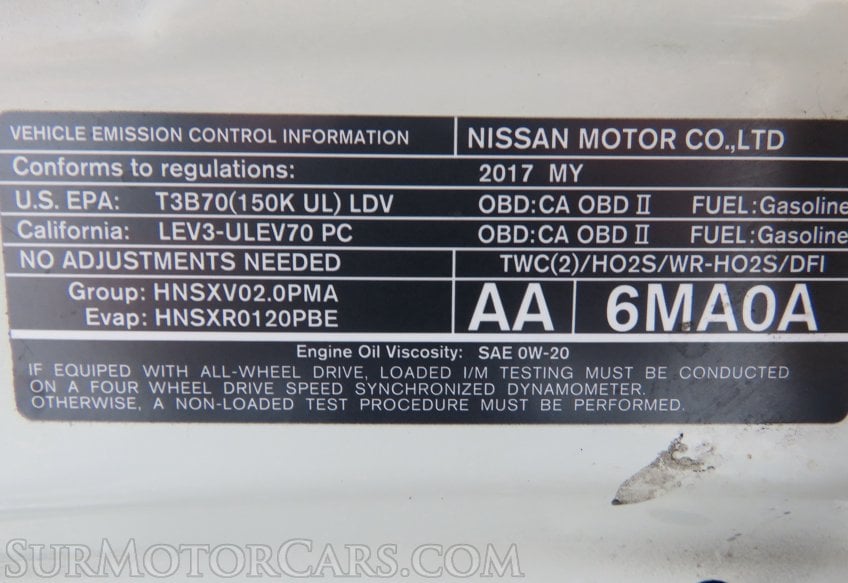 VEHICLE EMISSION CONTROL INFORMATION NISSAN MOTOR CO.,LTD
Conforms to regulations: 2017 MY
U.S. EPA: T3B70(150K UL) LDV OBD:CA OBD II FUEL:Gasoline
California: LEV3-ULEV70 PC OBD:CA OBD II FUEL:Gasoline
NO ADJUSTMENTS NEEDED TWC(2)/HO2S/WR-HO2S/DFI
Group: HNSXV02.0PMA
Evap: HNSXR0120PBE
AA 6MA0A
Engine Oil Viscosity: SAE 0W-20
IF EQUIPED WITH ALL-WHEEL DRIVE, LOADED I/M TESTING MUST BE CONDUCTED
ON A FOUR WHEEL DRIVE SPEED SYNCHRONIZED DYNAMOMETER.
OTHERWISE, A NON-LOADED TEST PROCEDURE MUST BE PERFORMED.
SURMOTORCARS.COM